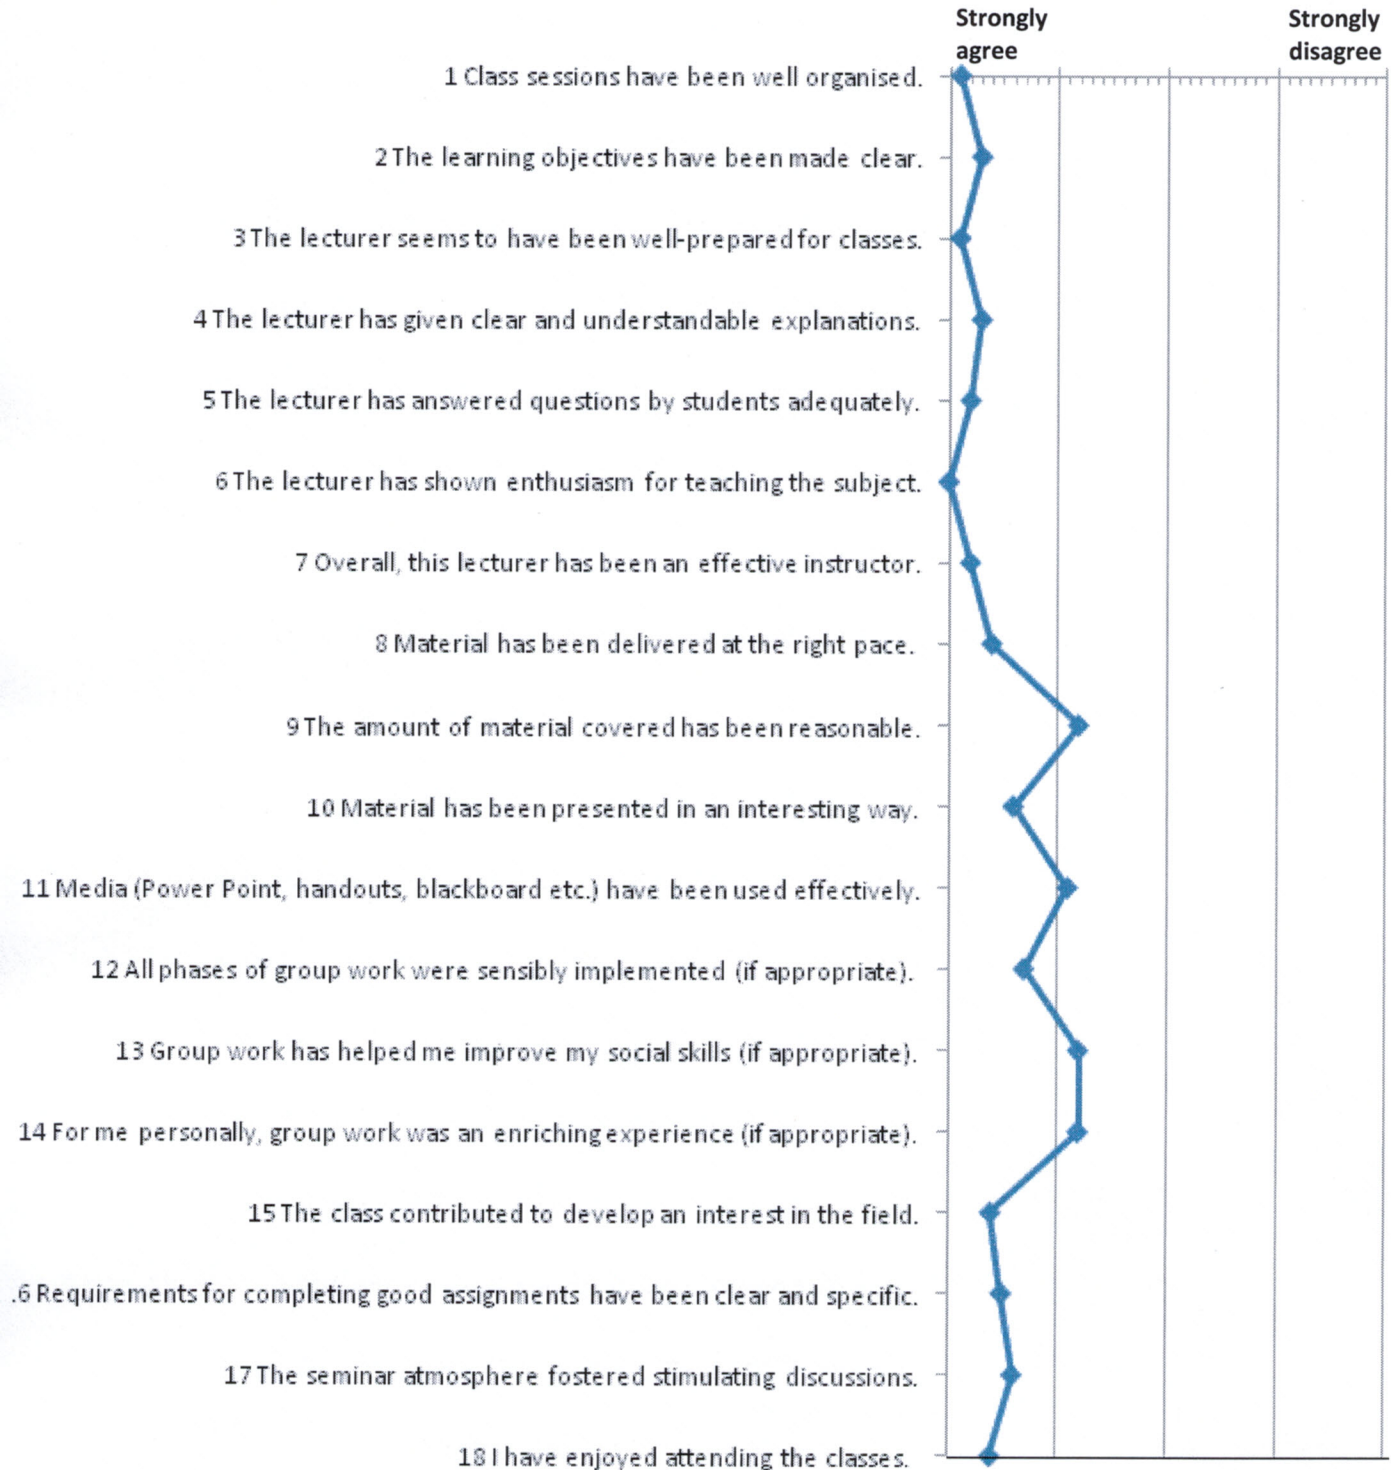 Strongly agree
Strongly disagree
1 Class sessions have been well organised.
2 The learning objectives have been made clear.
3 The lecturer seems to have been well-prepared for classes.
4 The lecturer has given clear and understandable explanations.
5 The lecturer has answered questions by students adequately.
6 The lecturer has shown enthusiasm for teaching the subject.
7 Overall, this lecturer has been an effective instructor.
8 Material has been delivered at the right pace.
9 The amount of material covered has been reasonable.
10 Material has been presented in an interesting way.
11 Media (Power Point, handouts, blackboard etc.) have been used effectively.
12 All phases of group work were sensibly implemented (if appropriate).
13 Group work has helped me improve my social skills (if appropriate).
14 For me personally, group work was an enriching experience (if appropriate).
15 The class contributed to develop an interest in the field.
.6 Requirements for completing good assignments have been clear and specific.
17 The seminar atmosphere fostered stimulating discussions.
18 I have enjoyed attending the classes.